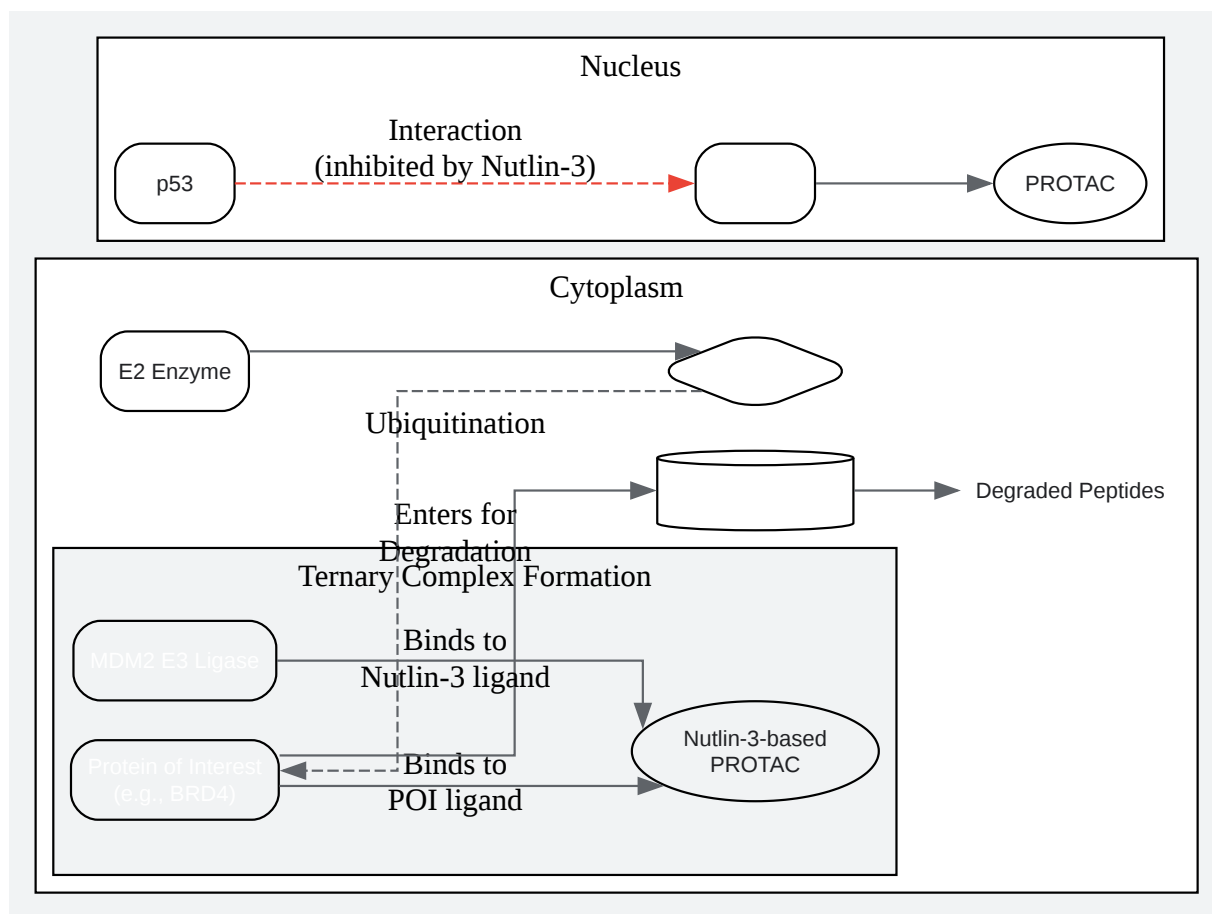 Nucleus
Interaction
(inhibited by Nutlin-3)
p53
PROTAC
Cytoplasm
E2 Enzyme
Ubiquitination
Degraded Peptides
Enters for
Degradation
Ternary Complex Formation
MDM2 E3 Ligase
Binds to
Nutlin-3 ligand
Nutlin-3-based
PROTAC
Protein of Interest
(e.g., BRD4)
Binds to
POI ligand